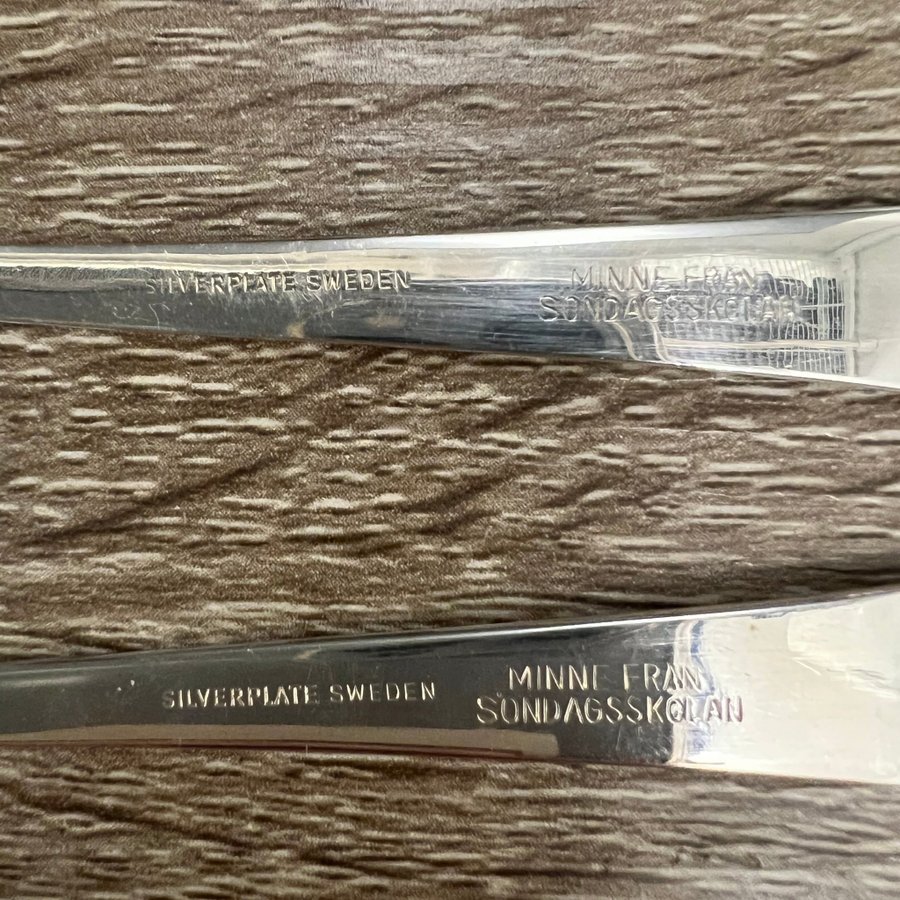 SILVERPLATE SWEDEN
MINNE FRÅN
SÖNDAGSSKOLAN
SILVERPLATE SWEDEN
MINNE FRÅN
SÖNDAGSSKOLAN